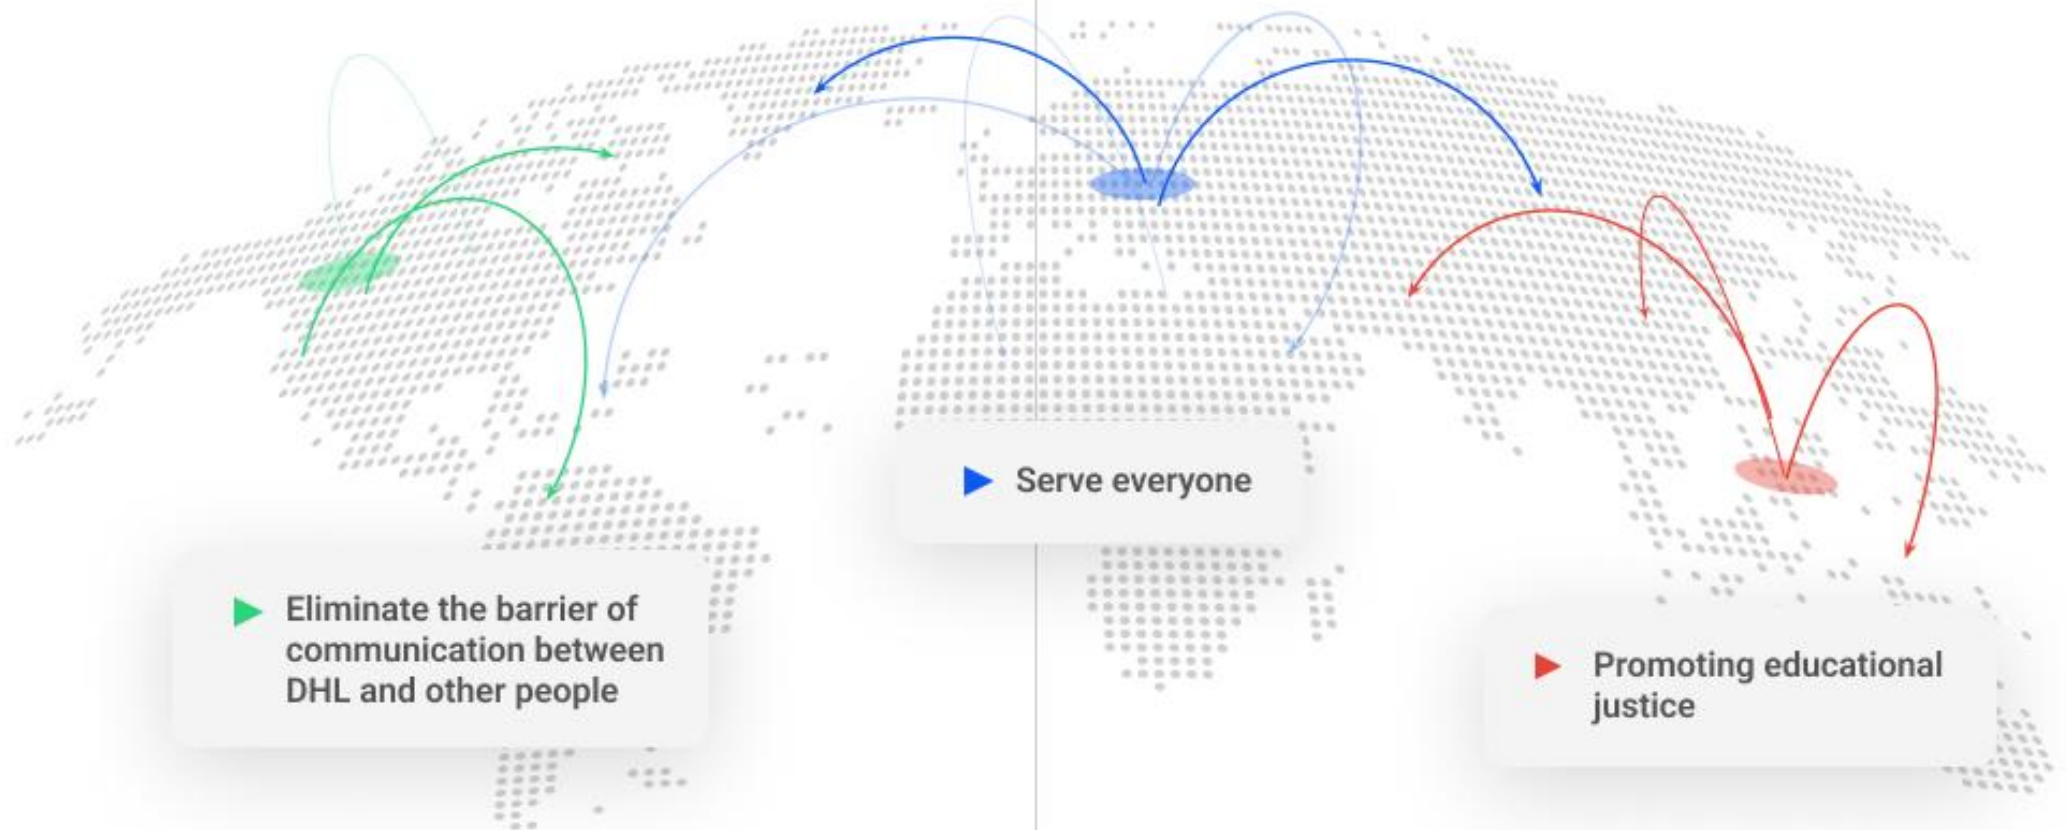 Serve everyone
Eliminate the barrier of
communication between
DHL and other people
Promoting educational
justice